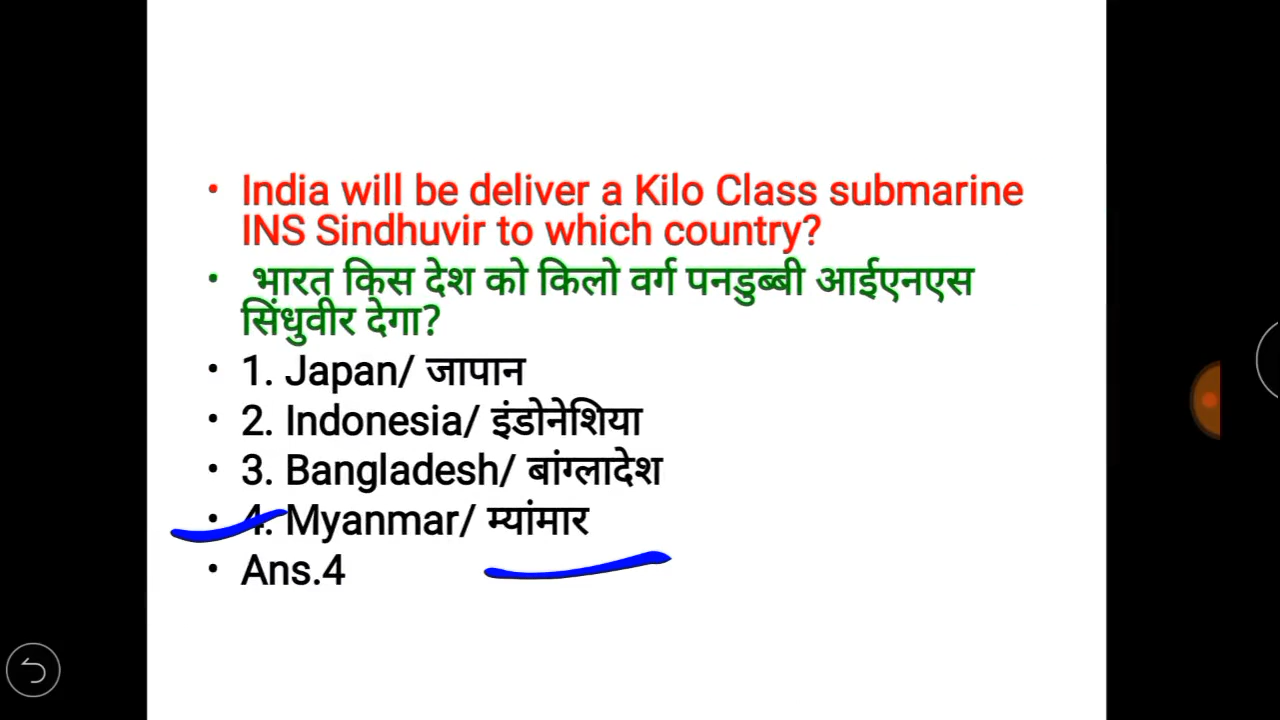 • India will be deliver a Kilo Class submarine
INS Sindhuvir to which country?
• भारत किस देश को किलो वर्ग पनडुब्बी आईएनएस
सिंधुवीर देगा?
• 1. Japan/ जापान
• 2. Indonesia/ इंडोनेशिया
• 3. Bangladesh/ बांग्लादेश
• 4. Myanmar/ म्यांमार
• Ans.4